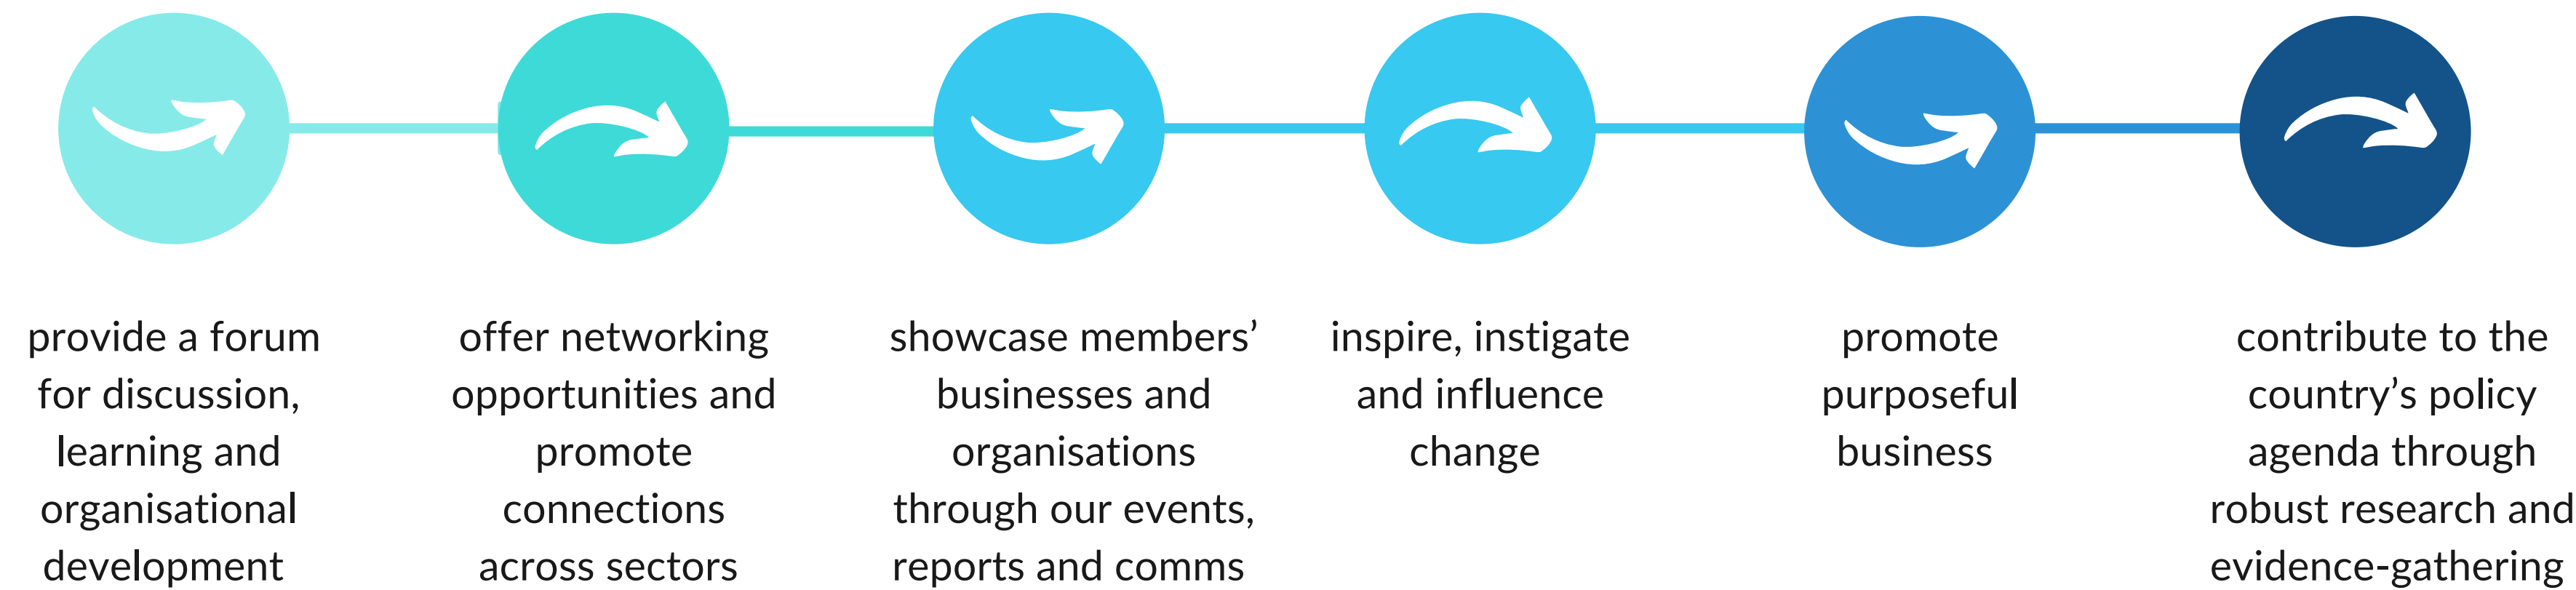 provide a forum
for discussion,
learning and
organisational
development
offer networking
opportunities and
promote
connections
across sectors
showcase members’
businesses and
organisations
through our events,
reports and comms
inspire, instigate
and influence
change
promote
purposeful
business
contribute to the
country’s policy
agenda through
robust research and
evidence-gathering